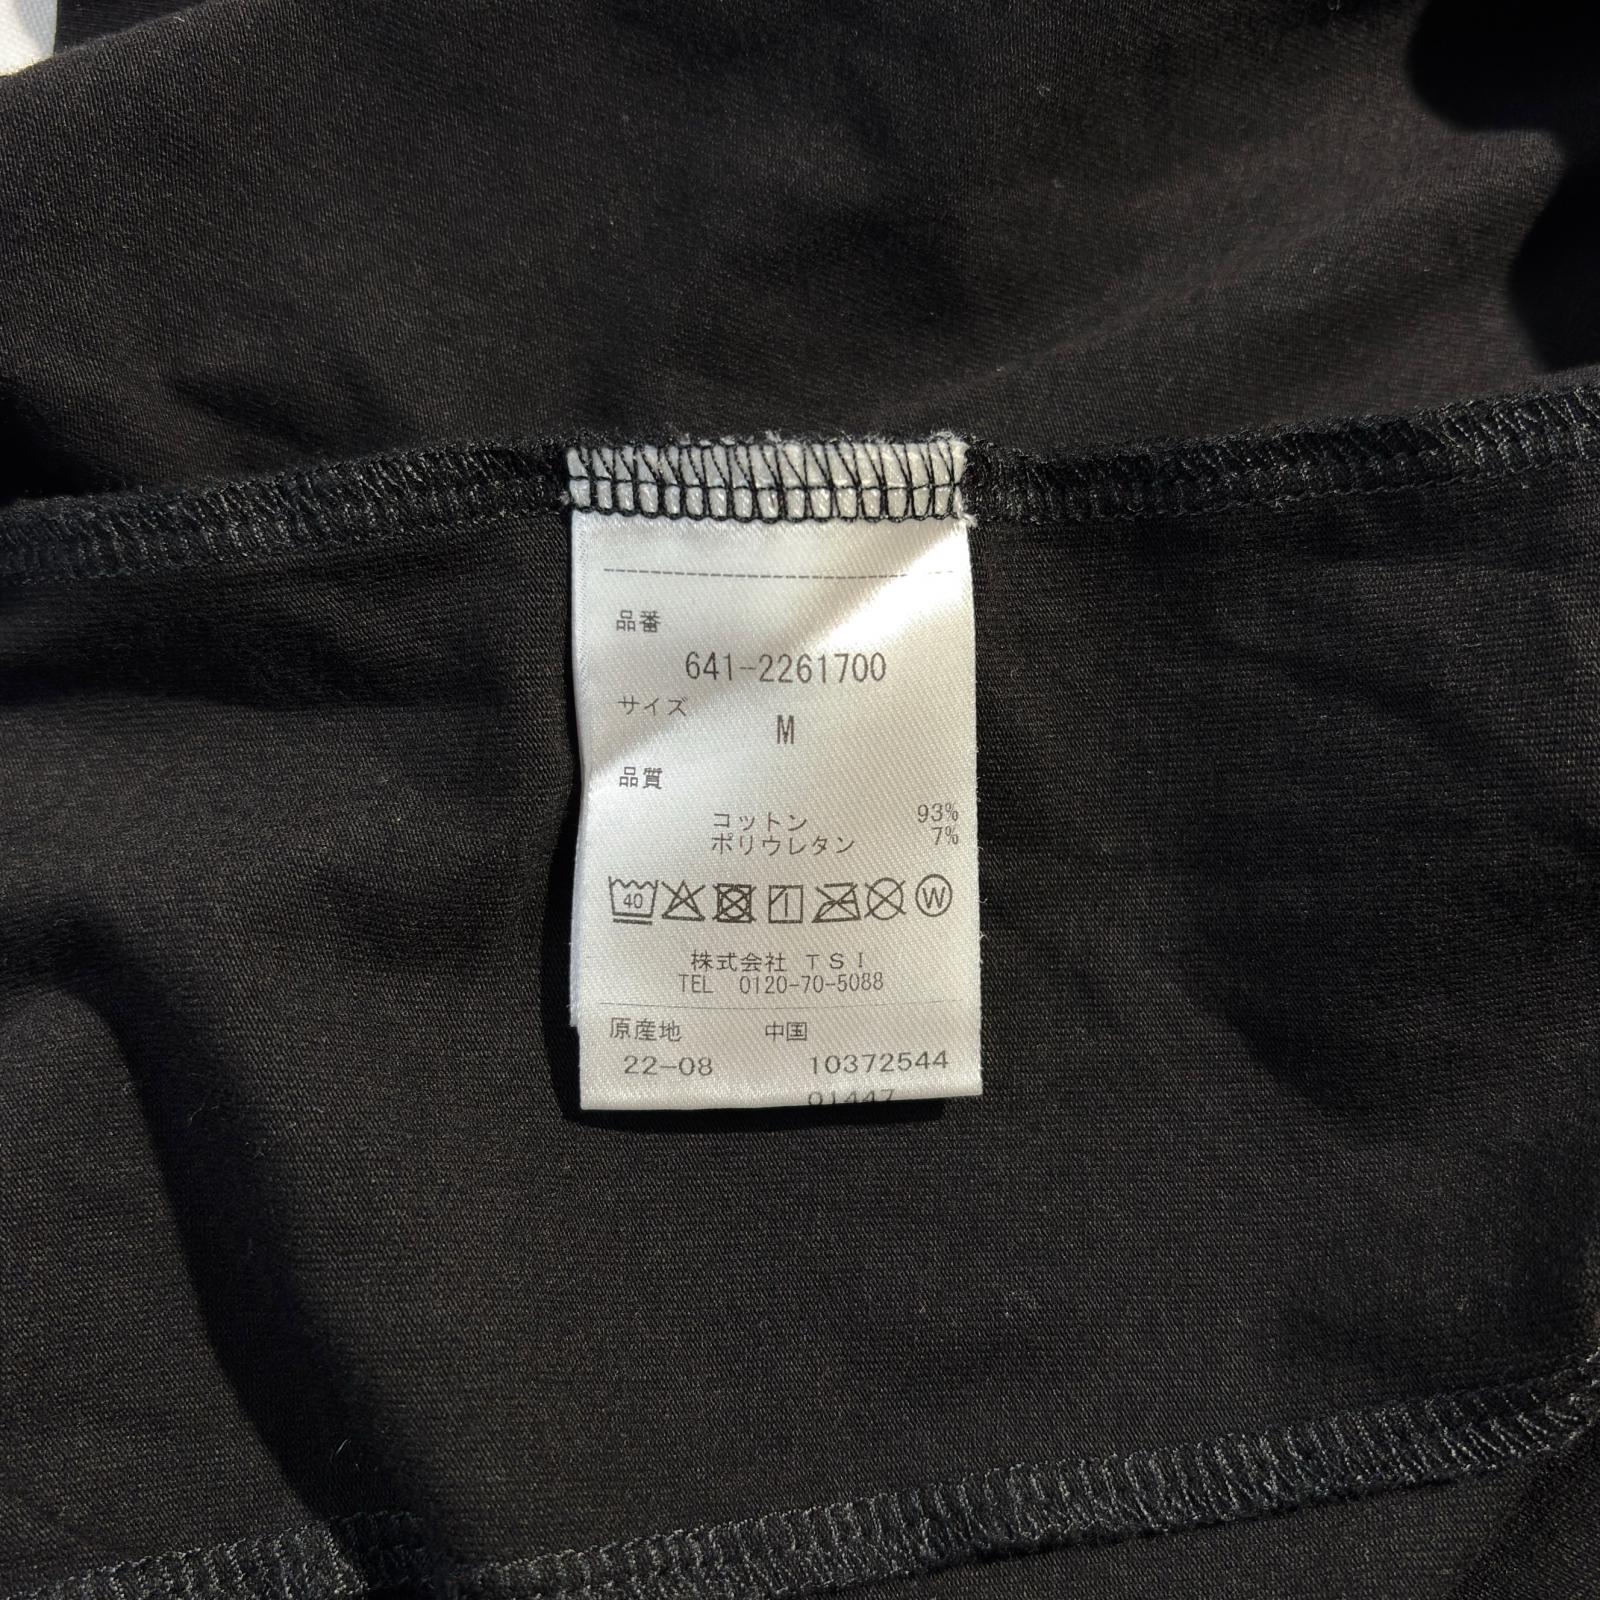 品番
641-2261700
サイズ
M
品質
コットン 93%
ポリウレタン 7%
40 W
株式会社 TSI
TEL 0120-70-5088
原産地 中国
22-08 10372544
01447